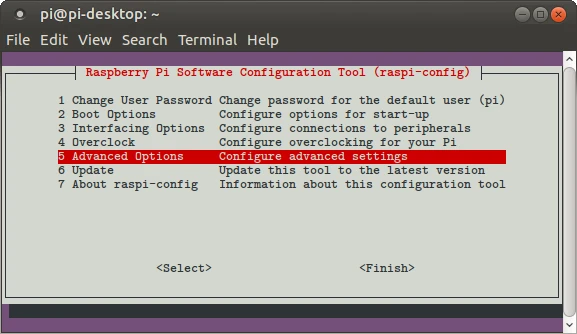 pi@pi-desktop: ~
File Edit View Search Terminal Help
Raspberry Pi Software Configuration Tool (raspi-config)
1 Change User Password Change password for the default user (pi)
2 Boot Options Configure options for start-up
3 Interfacing Options Configure connections to peripherals
4 Overclock Configure overclocking for your Pi
5 Advanced Options Configure advanced settings
6 Update Update this tool to the latest version
7 About raspi-config Information about this configuration tool
<Select> <Finish>